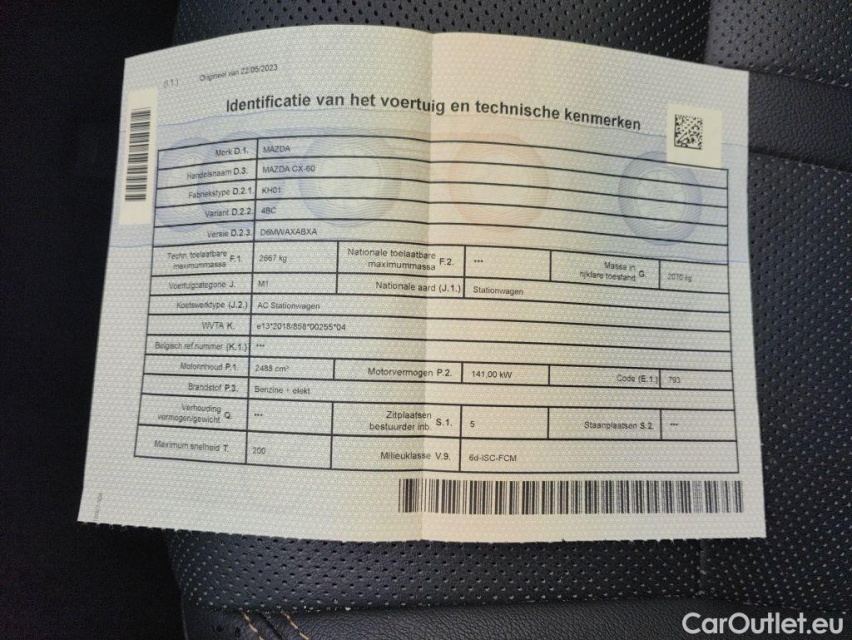 (I.1.) Origineel van 22/05/2023
Identificatie van het voertuig en technische kenmerken
Merk D.1. MAZDA
Handelsnaam D.3. MAZDA CX-60
Fabriekstype D.2.1. KH01
Variant D.2.2. 4BC
Versie D.2.3. D6MWAXABXA
Techn. toelaatbare maximummassa F.1. 2667 kg Nationale toelaatbare maximummassa F.2. *** Massa in rijklare toestand G. 2070 kg
Voertuigcategorie J. M1 Nationale aard (J.1.) Stationwagen
Koetswerktype (J.2.) AC Stationwagen
WVTA K. e13*2018/858*00255*04
Belgisch ref.nummer (K.1.) ***
Motorinhoud P.1. 2488 cm³ Motorvermogen P.2. 141,00 kW Code (E.1.) 793
Brandstof P.3. Benzine + elekt
Verhouding vermogen/gewicht Q. *** Zitplaatsen bestuurder inb. S.1. 5 Staanplaatsen S.2. ***
Maximum snelheid T. 200 Milieuklasse V.9. 6d-ISC-FCM
CarOutlet.eu